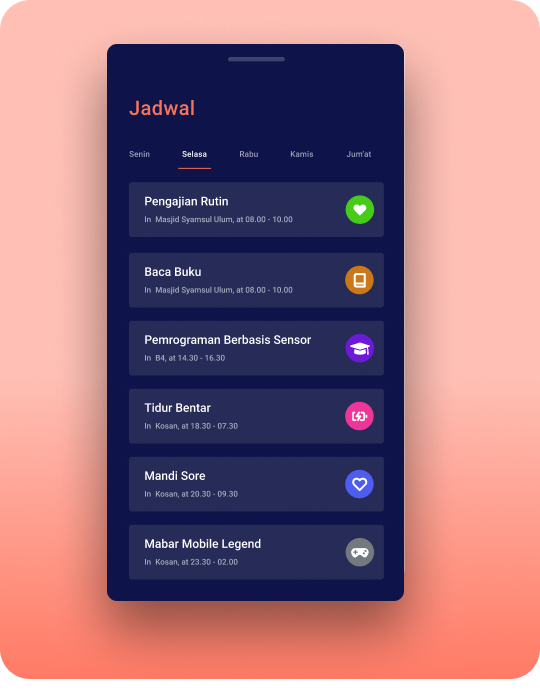 Jadwal
Senin Selasa Rabu Kamis Jum'at
Pengajian Rutin
In Masjid Syamsul Ulum, at 08.00 - 10.00
Baca Buku
In Masjid Syamsul Ulum, at 08.00 - 10.00
Pemrograman Berbasis Sensor
In B4, at 14.30 - 16.30
Tidur Bentar
In Kosan, at 18.30 - 07.30
Mandi Sore
In Kosan, at 20.30 - 09.30
Mabar Mobile Legend
In Kosan, at 23.30 - 02.00